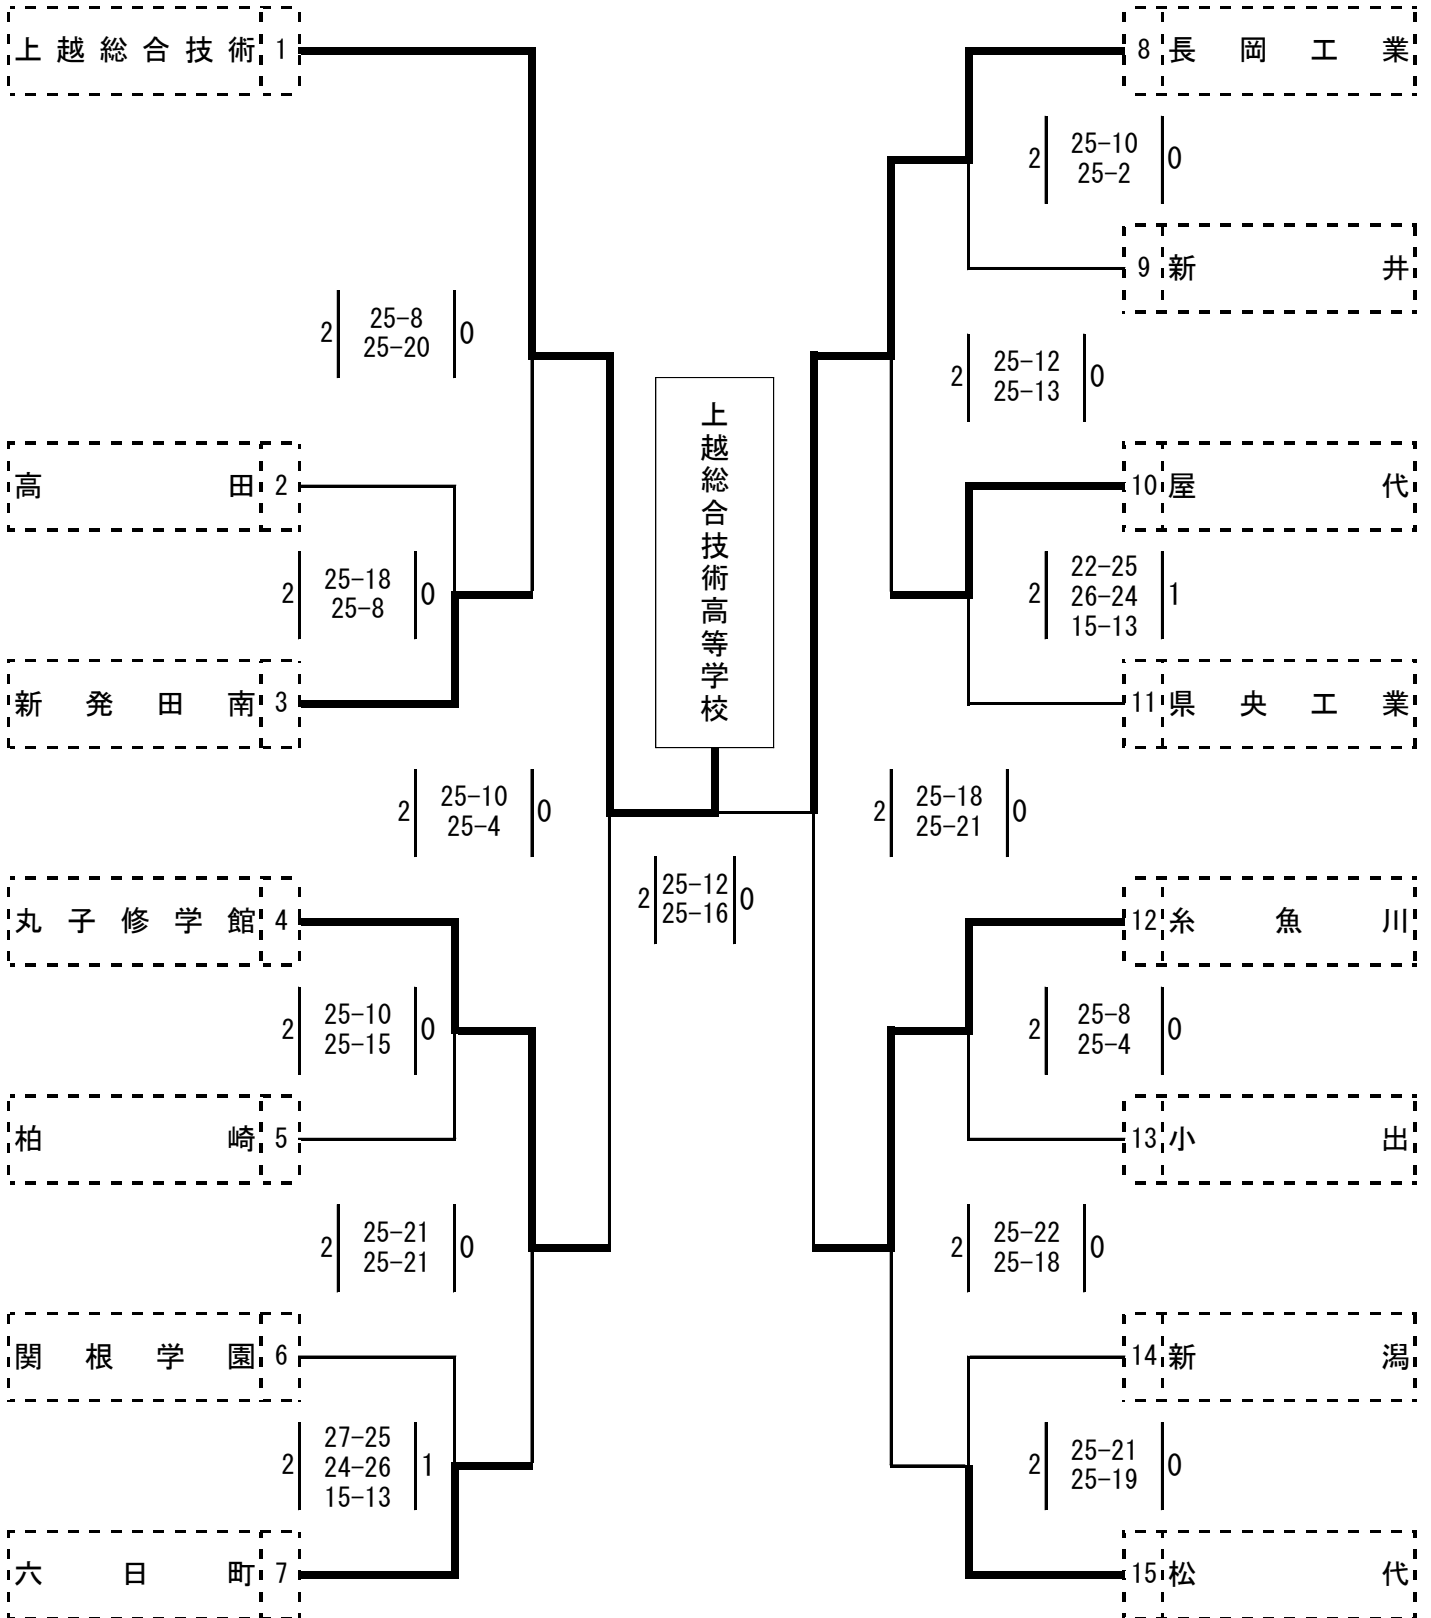 上越総合技術 1
2 25-8 0
25-20
高田 2
2 25-18 0
25-8
新発田南 3
2 25-10 0
25-4
丸子修学館 4
2 25-10 0
25-15
柏崎 5
2 25-21 0
25-21
関根学園 6
2 27-25 1
24-26
15-13
六日町 7
上越総合技術高等学校
2 25-12 0
25-16
8 長岡工業
2 25-10 0
25-2
9 新井
2 25-12 0
25-13
10 屋代
2 22-25 1
26-24
15-13
11 県央工業
2 25-18 0
25-21
12 糸魚川
2 25-8 0
25-4
13 小出
2 25-22 0
25-18
14 新潟
2 25-21 0
25-19
15 松代